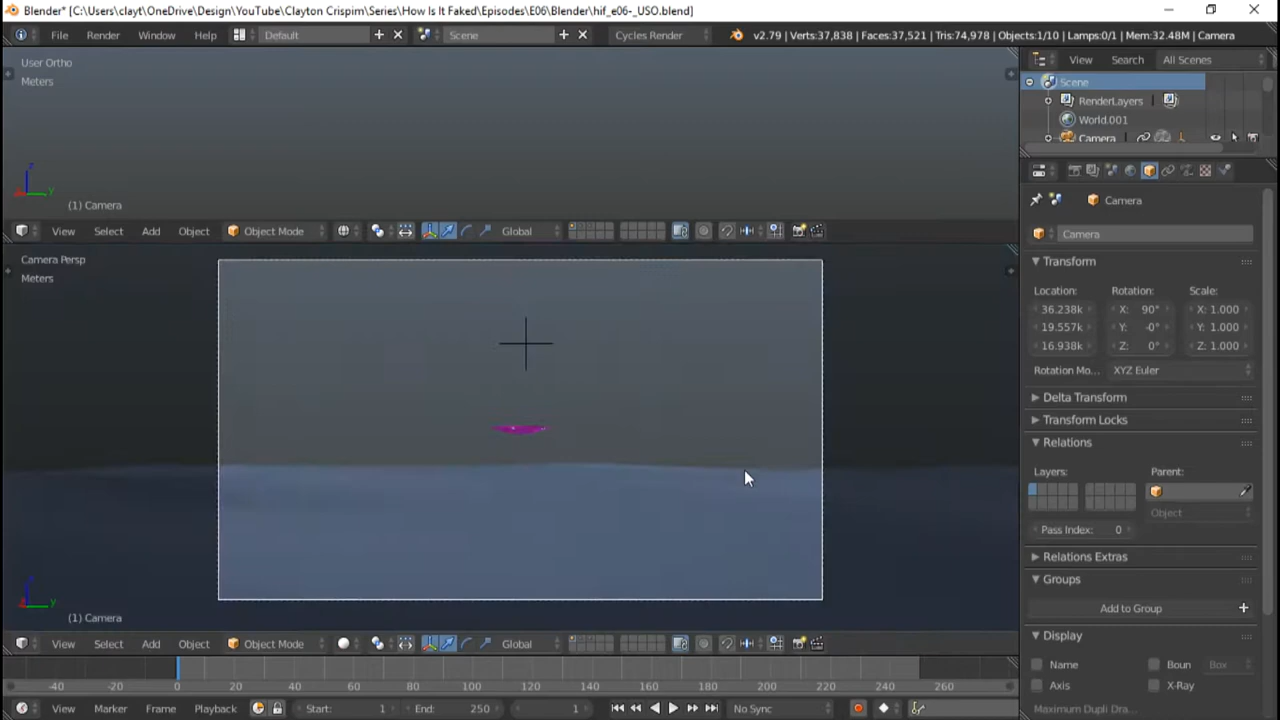 Blender* [C:\Users\clayt\OneDrive\Design\YouTube\Clayton Crispim\Series\How Is It Faked\Episodes\E06\Blender\hif_e06-_USO.blend]
File Render Window Help Default Scene Cycles Render v2.79 | Verts:37,838 | Faces:37,521 | Tris:74,978 | Objects:1/10 | Lamps:0/1 | Mem:32.48M | Camera
User Ortho
Meters
(1) Camera
View Select Add Object Object Mode Global
Camera Persp
Meters
(1) Camera
View Select Add Object Object Mode Global
-40 -20 0 20 40 60 80 100 120 140 160 180 200 220 240 260
View Marker Frame Playback Start: 1 End: 250 1 No Sync
View Search All Scenes
Scene
RenderLayers
World.001
Camera
Camera
Camera
Transform
Location: Rotation: Scale:
36.238k X: 90° X: 1.000
19.557k Y: -0° Y: 1.000
16.938k Z: 0° Z: 1.000
Rotation Mo... XYZ Euler
Delta Transform
Transform Locks
Relations
Layers: Parent:
Object
Pass Index: 0
Relations Extras
Groups
Add to Group
Display
Name Boun Box
Axis X-Ray
Maximum Dupli Dra...